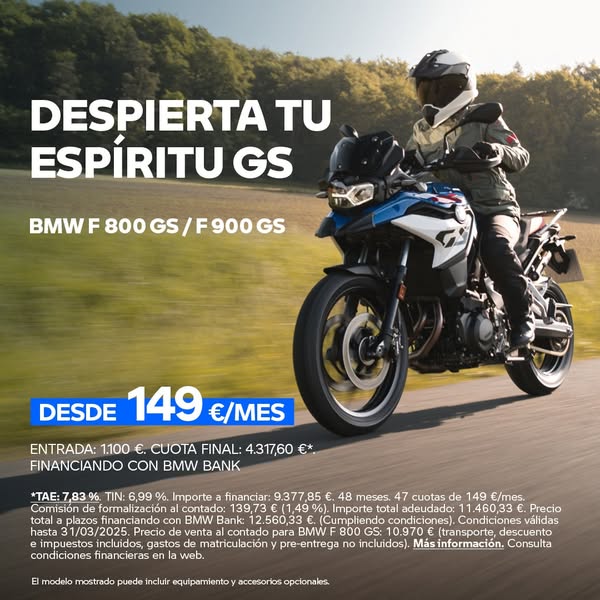 DESPIERTA TU
ESPÍRITU GS
BMW F 800 GS / F 900 GS
DESDE 149 €/MES
ENTRADA: 1.100 €. CUOTA FINAL: 4.317,60 €*.
FINANCIANDO CON BMW BANK
*TAE: 7,83 %. TIN: 6,99 %. Importe a financiar: 9.377,85 €. 48 meses. 47 cuotas de 149 €/mes.
Comisión de formalización al contado: 139,73 € (1,49 %). Importe total adeudado: 11.460,33 €. Precio
total a plazos financiando con BMW Bank: 12.560,33 €. (Cumpliendo condiciones). Condiciones válidas
hasta 31/03/2025. Precio de venta al contado para BMW F 800 GS: 10.970 € (transporte, descuento
e impuestos incluidos, gastos de matriculación y pre-entrega no incluidos). Más información. Consulta
condiciones financieras en la web.
El modelo mostrado puede incluir equipamiento y accesorios opcionales.
GS